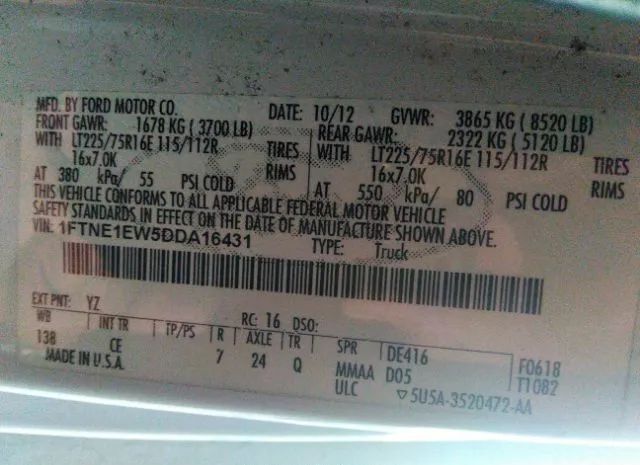 MFD. BY FORD MOTOR CO. DATE: 10/12 GVWR: 3865 KG ( 8520 LB)
FRONT GAWR: 1678 KG ( 3700 LB) REAR GAWR: 2322 KG ( 5120 LB)
WITH LT225/75R16E 115/112R TIRES WITH LT225/75R16E 115/112R TIRES
16x7.0K RIMS 16x7.0K RIMS
AT 380 kPa/ 55 PSI COLD AT 550 kPa/ 80 PSI COLD
THIS VEHICLE CONFORMS TO ALL APPLICABLE FEDERAL MOTOR VEHICLE
SAFETY STANDARDS IN EFFECT ON THE DATE OF MANUFACTURE SHOWN ABOVE.
VIN: 1FTNE1EW5DDA16431 TYPE: Truck
EXT PNT: YZ RC: 16 DSO:
WB INT TR TP/PS R AXLE TR SPR DE416 F0618
138 CE 7 24 Q MMAA D05 T1082
MADE IN U.S.A. ULC ▽5U5A-3520472-AA